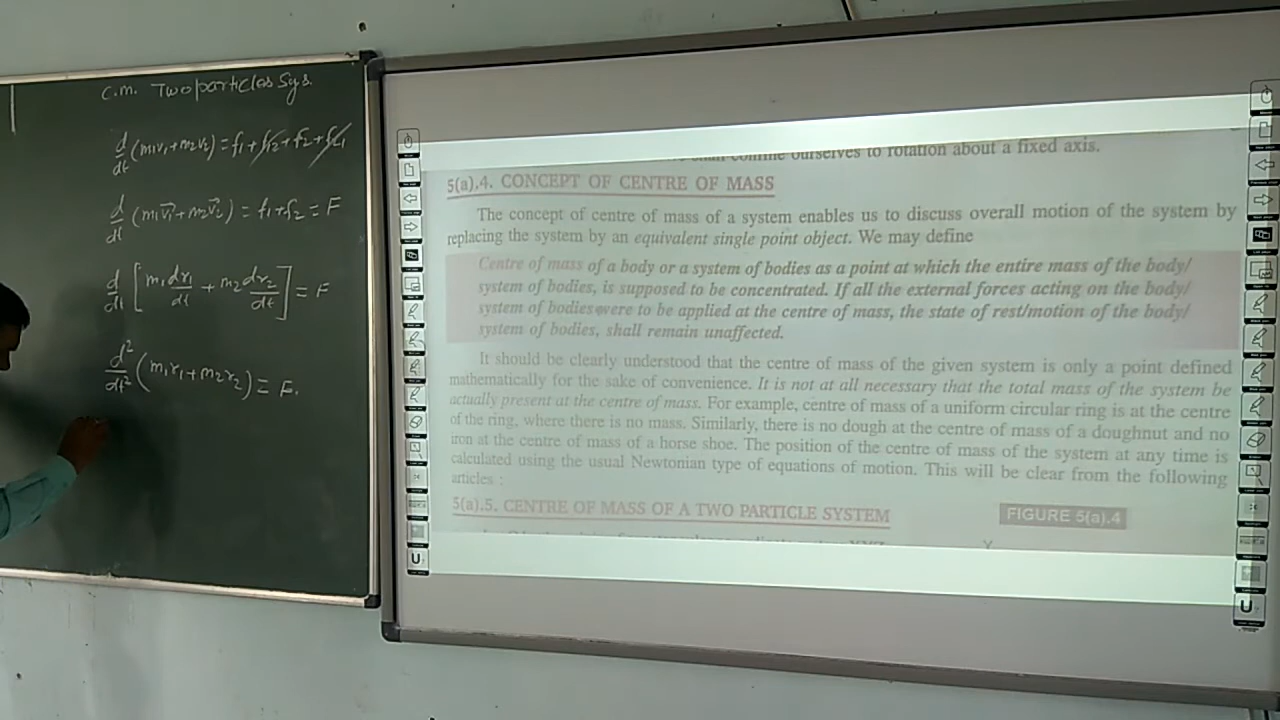 C.M. Two particles Sys.
d/dt (m1v1+m2v2) = f1+f12+f2+f21
d/dt (m1v⃗1+m2v⃗2) = f1+f2 = F
d/dt [m1 dr1/dt + m2 dr2/dt] = F
d²/dt² (m1r1+m2r2) = F.
confine ourselves to rotation about a fixed axis.
5(a).4. CONCEPT OF CENTRE OF MASS
The concept of centre of mass of a system enables us to discuss overall motion of the system by
replacing the system by an equivalent single point object. We may define
Centre of mass of a body or a system of bodies as a point at which the entire mass of the body/
system of bodies, is supposed to be concentrated. If all the external forces acting on the body/
system of bodies were to be applied at the centre of mass, the state of rest/motion of the body/
system of bodies, shall remain unaffected.
It should be clearly understood that the centre of mass of the given system is only a point defined
mathematically for the sake of convenience. It is not at all necessary that the total mass of the system be
actually present at the centre of mass. For example, centre of mass of a uniform circular ring is at the centre
of the ring, where there is no mass. Similarly, there is no dough at the centre of mass of a doughnut and no
iron at the centre of mass of a horse shoe. The position of the centre of mass of the system at any time is
calculated using the usual Newtonian type of equations of motion. This will be clear from the following
articles :
5(a).5. CENTRE OF MASS OF A TWO PARTICLE SYSTEM
FIGURE 5(a).4
Y